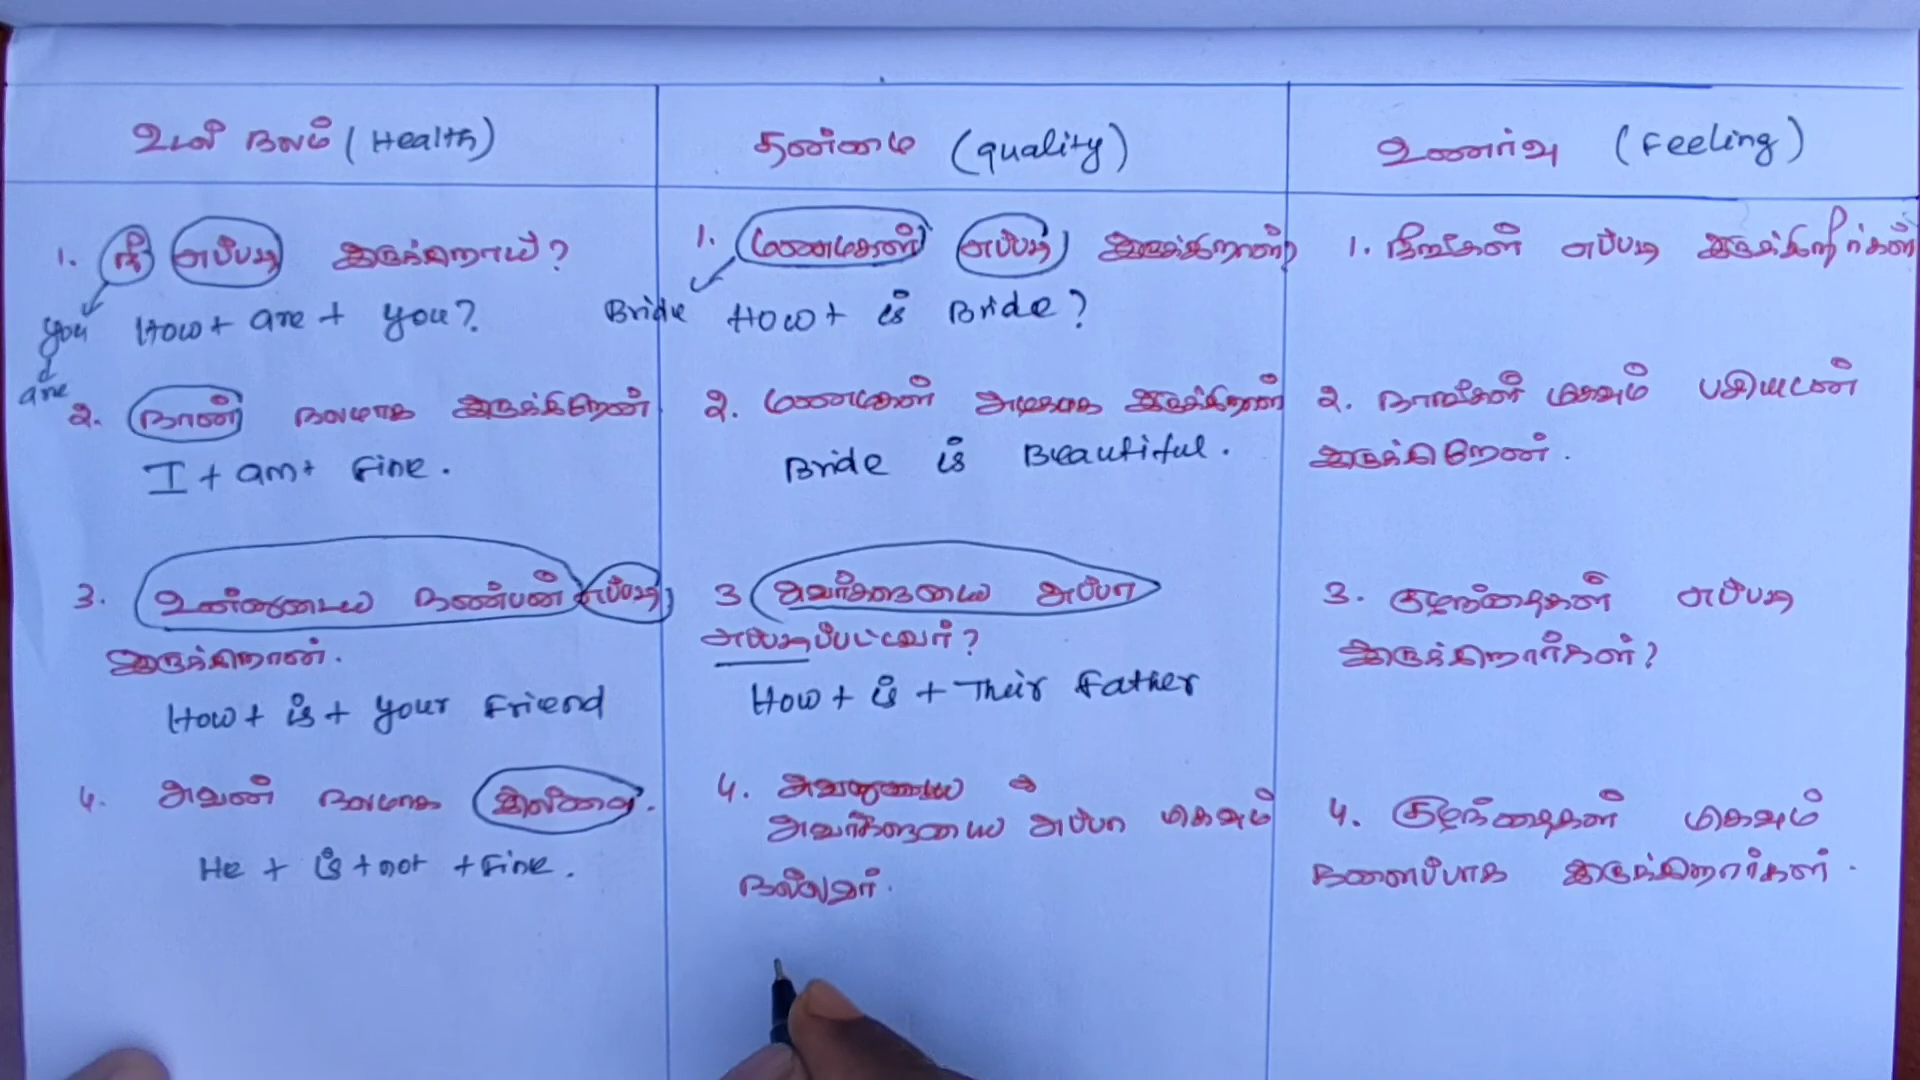 உடல் நலம் (Health)
1. நீ எப்படி இருக்கிறாய்?
you How + are + you?
are
2. நான் நலமாக இருக்கிறேன்
I + am + Fine.
3. உன்னுடைய நண்பன் எப்படி
இருக்கிறான்.
How + is + your Friend
4. அவன் நலமாக இல்லை.
He + is + not + Fine.
தன்மை (quality)
1. மணமகள் எப்படி இருக்கிறாள்?
Bride How + is Bride?
2. மணமகள் அழகாக இருக்கிறாள்
Bride is Beautiful.
3 அவர்களுடைய அப்பா
எப்படிப்பட்டவர்?
How + is + Their Father
4. அவனுடைய அ
அவர்களுடைய அப்பா மிகவும்
நல்லவர்.
உணர்வு (Feeling)
1. நீங்கள் எப்படி இருக்கிறீர்கள்
2. நாங்கள் மிகவும் பசியுடன்
இருக்கிறேன்.
3. குழந்தைகள் எப்படி
இருக்கிறார்கள்?
4. குழந்தைகள் மிகவும்
களைப்பாக இருக்கிறார்கள்.